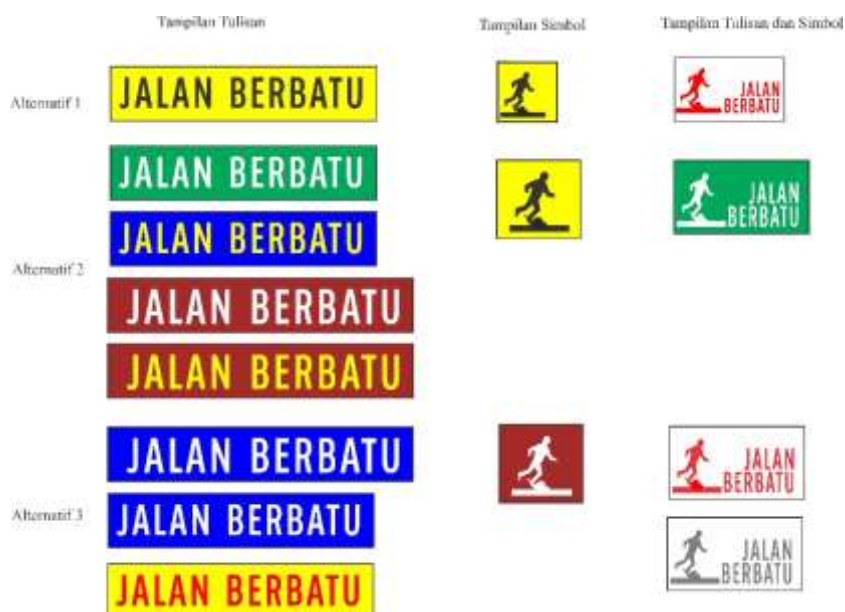 Tampilan Tulisan
Tampilan Simbol
Tampilan Tulisan dan Simbol
Alternatif 1
JALAN BERBATU
JALAN
BERBATU
JALAN BERBATU
JALAN
BERBATU
JALAN BERBATU
Alternatif 2
JALAN BERBATU
JALAN BERBATU
JALAN BERBATU
JALAN
BERBATU
Alternatif 3
JALAN BERBATU
JALAN
BERBATU
JALAN BERBATU